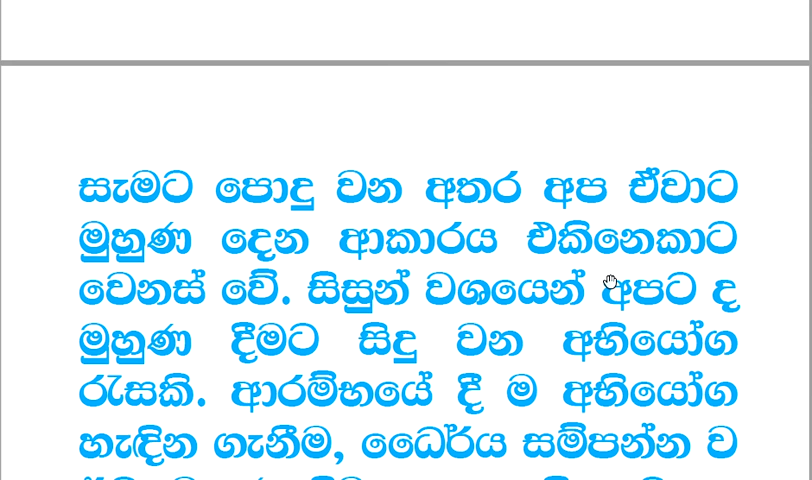 සැමට පොදු වන අතර අප ඒවාට
මුහුණ දෙන ආකාරය එකිනෙකාට
වෙනස් වේ. සිසුන් වශයෙන් අපට ද
මුහුණ දීමට සිදු වන අභියෝග
රැසකි. ආරම්භයේ දී ම අභියෝග
හැඳින ගැනීම, ධෛර්ය සම්පන්න ව